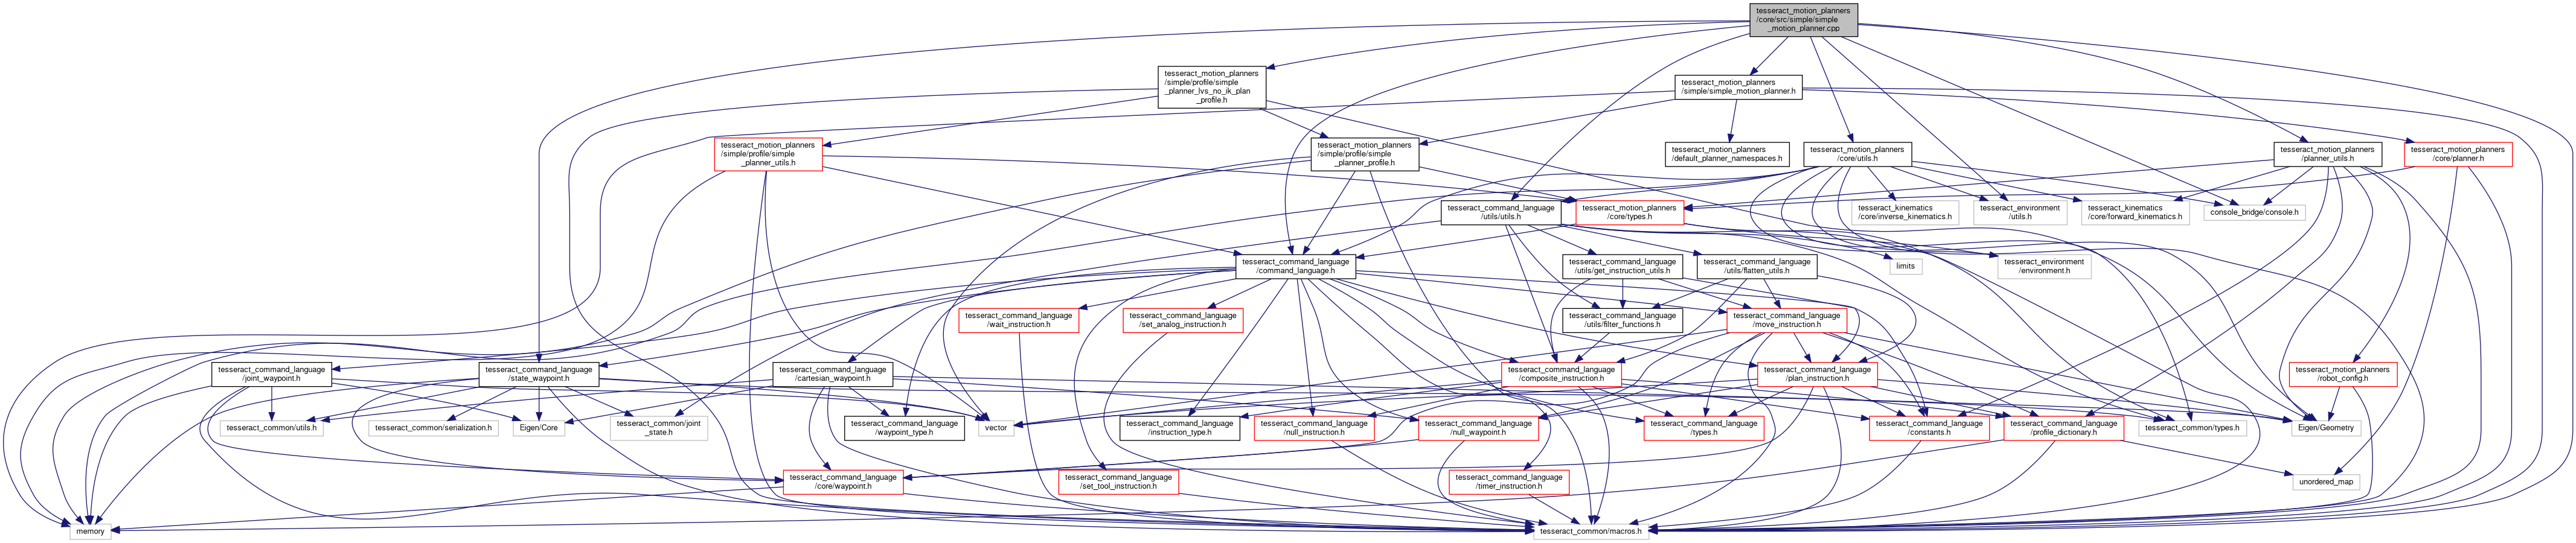 tesseract_motion_planners
/core/src/simple/simple
_motion_planner.cpp
tesseract_motion_planners
/simple/profile/simple
_planner_lvs_no_ik_plan
_profile.h
tesseract_motion_planners
/simple/simple_motion_planner.h
tesseract_motion_planners
/simple/profile/simple
_planner_utils.h
tesseract_motion_planners
/simple/profile/simple
_planner_profile.h
tesseract_motion_planners
/default_planner_namespaces.h
tesseract_motion_planners
/core/utils.h
tesseract_motion_planners
/planner_utils.h
tesseract_motion_planners
/core/planner.h
tesseract_command_language
/utils/utils.h
tesseract_motion_planners
/core/types.h
tesseract_kinematics
/core/inverse_kinematics.h
tesseract_environment
/utils.h
tesseract_kinematics
/core/forward_kinematics.h
console_bridge/console.h
tesseract_command_language
/command_language.h
tesseract_command_language
/utils/get_instruction_utils.h
tesseract_command_language
/utils/flatten_utils.h
limits
tesseract_environment
/environment.h
tesseract_command_language
/wait_instruction.h
tesseract_command_language
/set_analog_instruction.h
tesseract_command_language
/utils/filter_functions.h
tesseract_command_language
/move_instruction.h
tesseract_command_language
/joint_waypoint.h
tesseract_command_language
/state_waypoint.h
tesseract_command_language
/cartesian_waypoint.h
tesseract_command_language
/composite_instruction.h
tesseract_command_language
/plan_instruction.h
tesseract_motion_planners
/robot_config.h
tesseract_common/utils.h
tesseract_common/serialization.h
Eigen/Core
tesseract_common/joint
_state.h
tesseract_command_language
/waypoint_type.h
vector
tesseract_command_language
/instruction_type.h
tesseract_command_language
/null_instruction.h
tesseract_command_language
/null_waypoint.h
tesseract_command_language
/types.h
tesseract_command_language
/constants.h
tesseract_command_language
/profile_dictionary.h
tesseract_common/types.h
Eigen/Geometry
tesseract_command_language
/core/waypoint.h
tesseract_command_language
/set_tool_instruction.h
tesseract_command_language
/timer_instruction.h
unordered_map
memory
tesseract_common/macros.h